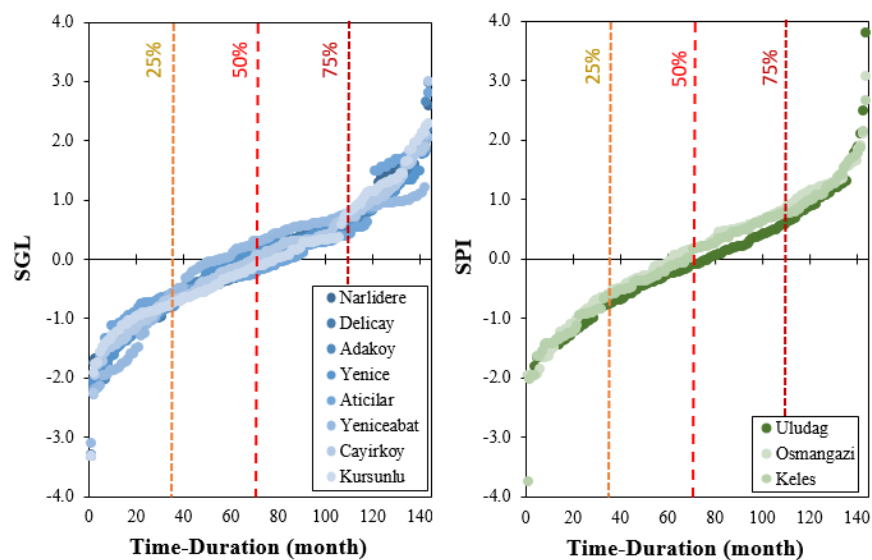 4.0
3.0
2.0
1.0
0.0
-1.0
-2.0
-3.0
-4.0
SGL
25%
50%
75%
Narlidere
Delicay
Adakoy
Yenice
Aticilar
Yeniceabat
Cayirkoy
Kursunlu
0 20 40 60 80 100 120 140
Time-Duration (month)
4.0
3.0
2.0
1.0
0.0
-1.0
-2.0
-3.0
-4.0
SPI
25%
50%
75%
Uludag
Osmangazi
Keles
0 20 40 60 80 100 120 140
Time-Duration (month)